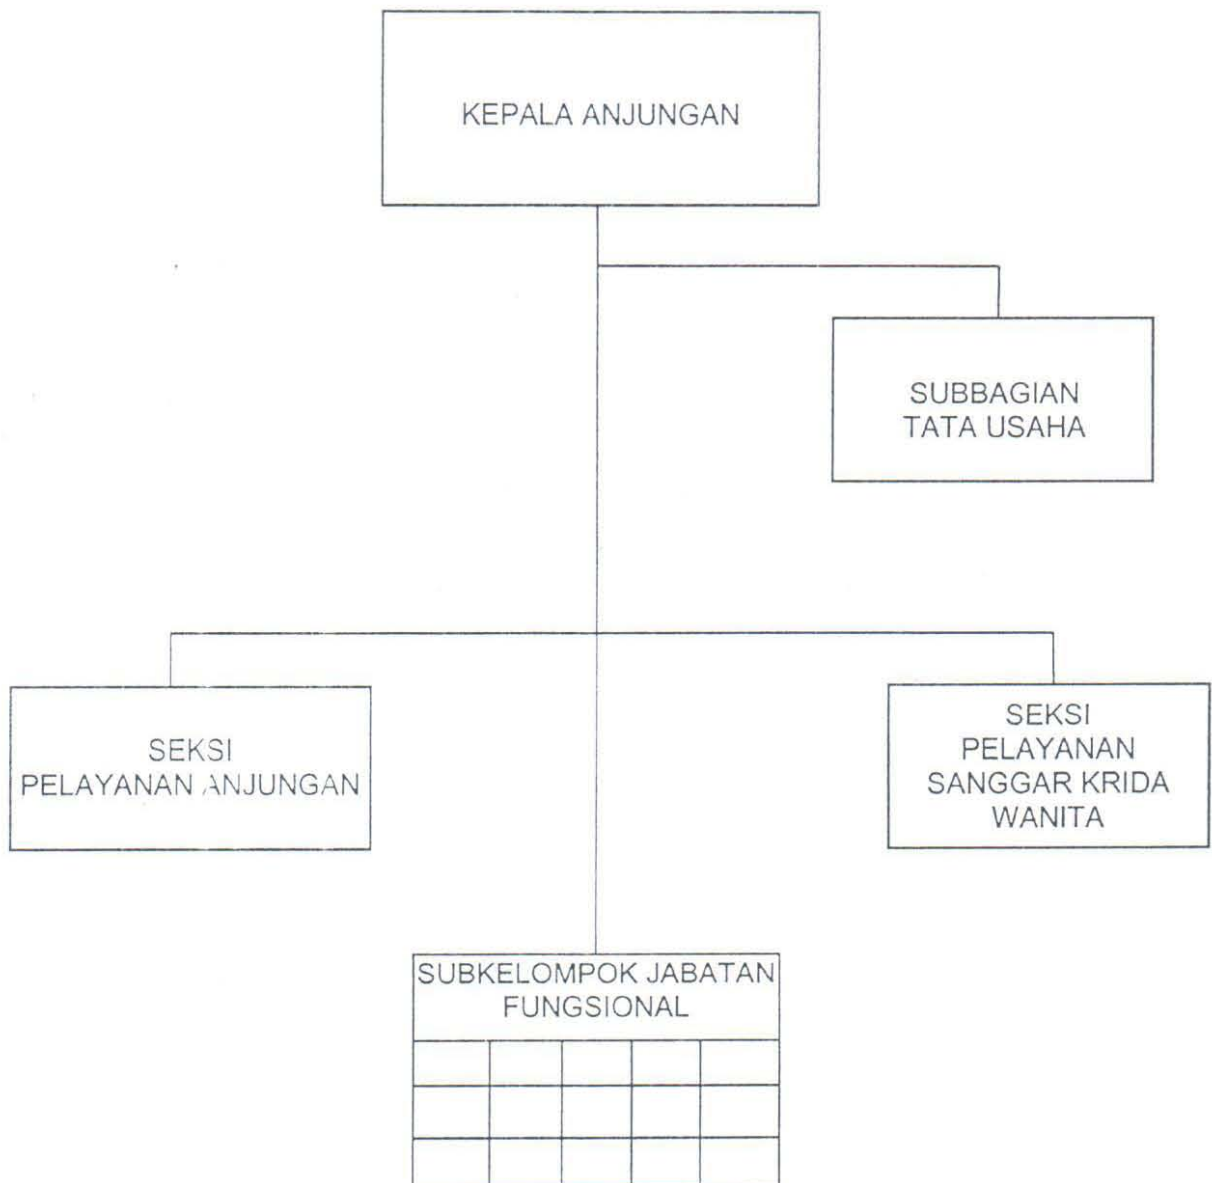 KEPALA ANJUNGAN
SUBBAGIAN
TATA USAHA
SEKSI
PELAYANAN ANJUNGAN
SEKSI
PELAYANAN
SANGGAR KRIDA
WANITA
SUBKELOMPOK JABATAN
FUNGSIONAL